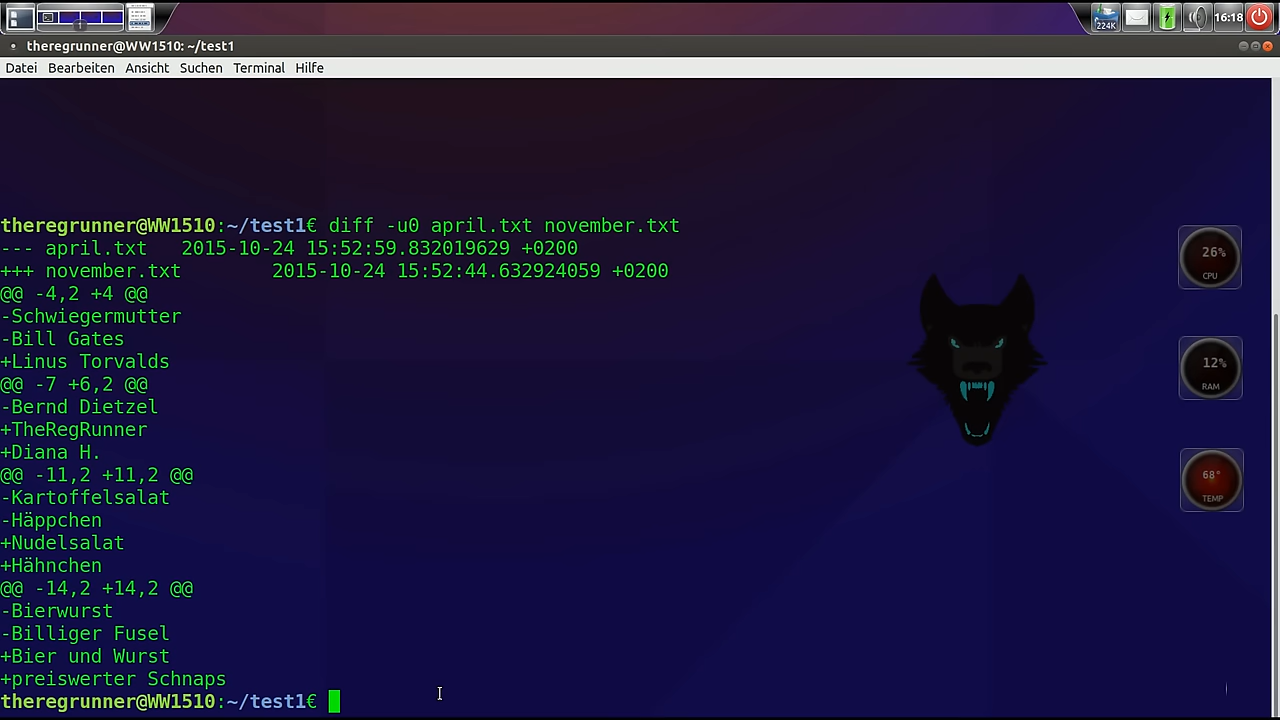 224K
16:18
theregrunner@WW1510: ~/test1
Datei Bearbeiten Ansicht Suchen Terminal Hilfe
theregrunner@WW1510:~/test1€ diff -u0 april.txt november.txt
--- april.txt 2015-10-24 15:52:59.832019629 +0200
+++ november.txt 2015-10-24 15:52:44.632924059 +0200
@@ -4,2 +4 @@
-Schwiegermutter
-Bill Gates
+Linus Torvalds
@@ -7 +6,2 @@
-Bernd Dietzel
+TheRegRunner
+Diana H.
@@ -11,2 +11,2 @@
-Kartoffelsalat
-Häppchen
+Nudelsalat
+Hähnchen
@@ -14,2 +14,2 @@
-Bierwurst
-Billiger Fusel
+Bier und Wurst
+preiswerter Schnaps
theregrunner@WW1510:~/test1€
26%
CPU
12%
RAM
68°
TEMP